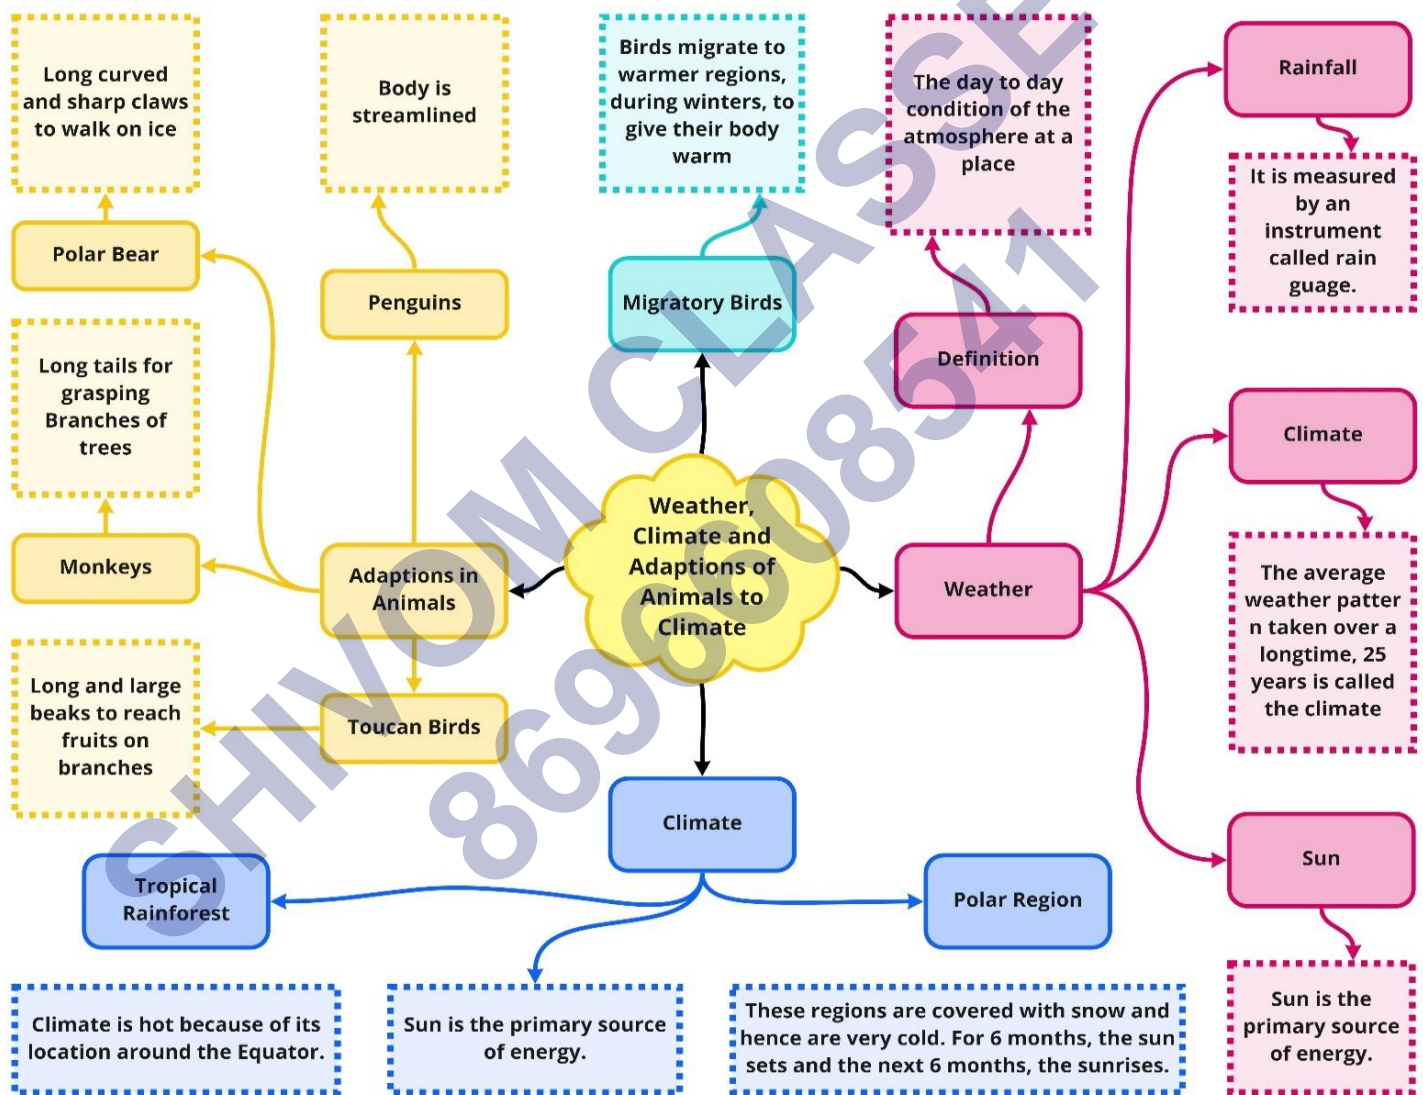 Long curved
and sharp claws
to walk on ice
Body is
streamlined
Birds migrate to
warmer regions,
during winters, to
give their body
warm
The day to day
condition of the
atmosphere at a
place
Rainfall
It is measured
by an
instrument
called rain
guage.
Polar Bear
Penguins
Migratory Birds
Definition
Long tails for
grasping
Branches of
trees
Climate
The average
weather patter
n taken over a
longtime, 25
years is called
the climate
Monkeys
Adaptions in
Animals
Weather,
Climate and
Adaptions of
Animals to
Climate
Weather
Long and large
beaks to reach
fruits on
branches
Toucan Birds
Climate
Sun
Tropical
Rainforest
Polar Region
Climate is hot because of its
location around the Equator.
Sun is the primary source
of energy.
These regions are covered with snow and
hence are very cold. For 6 months, the sun
sets and the next 6 months, the sunrises.
Sun is the
primary source
of energy.
SHIVOM CLASSE
8696608541